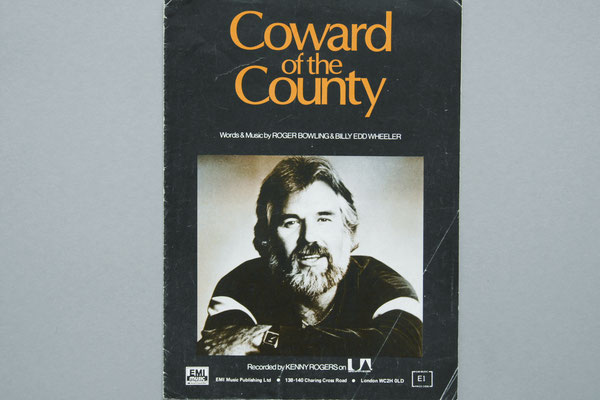 Coward
of the
County
Words & Music by ROGER BOWLING & BILLY EDD WHEELER
Recorded by KENNY ROGERS on UA
EMI
music
EMI Music Publishing Ltd • 138-140 Charing Cross Road • London WC2H 0LD
E1